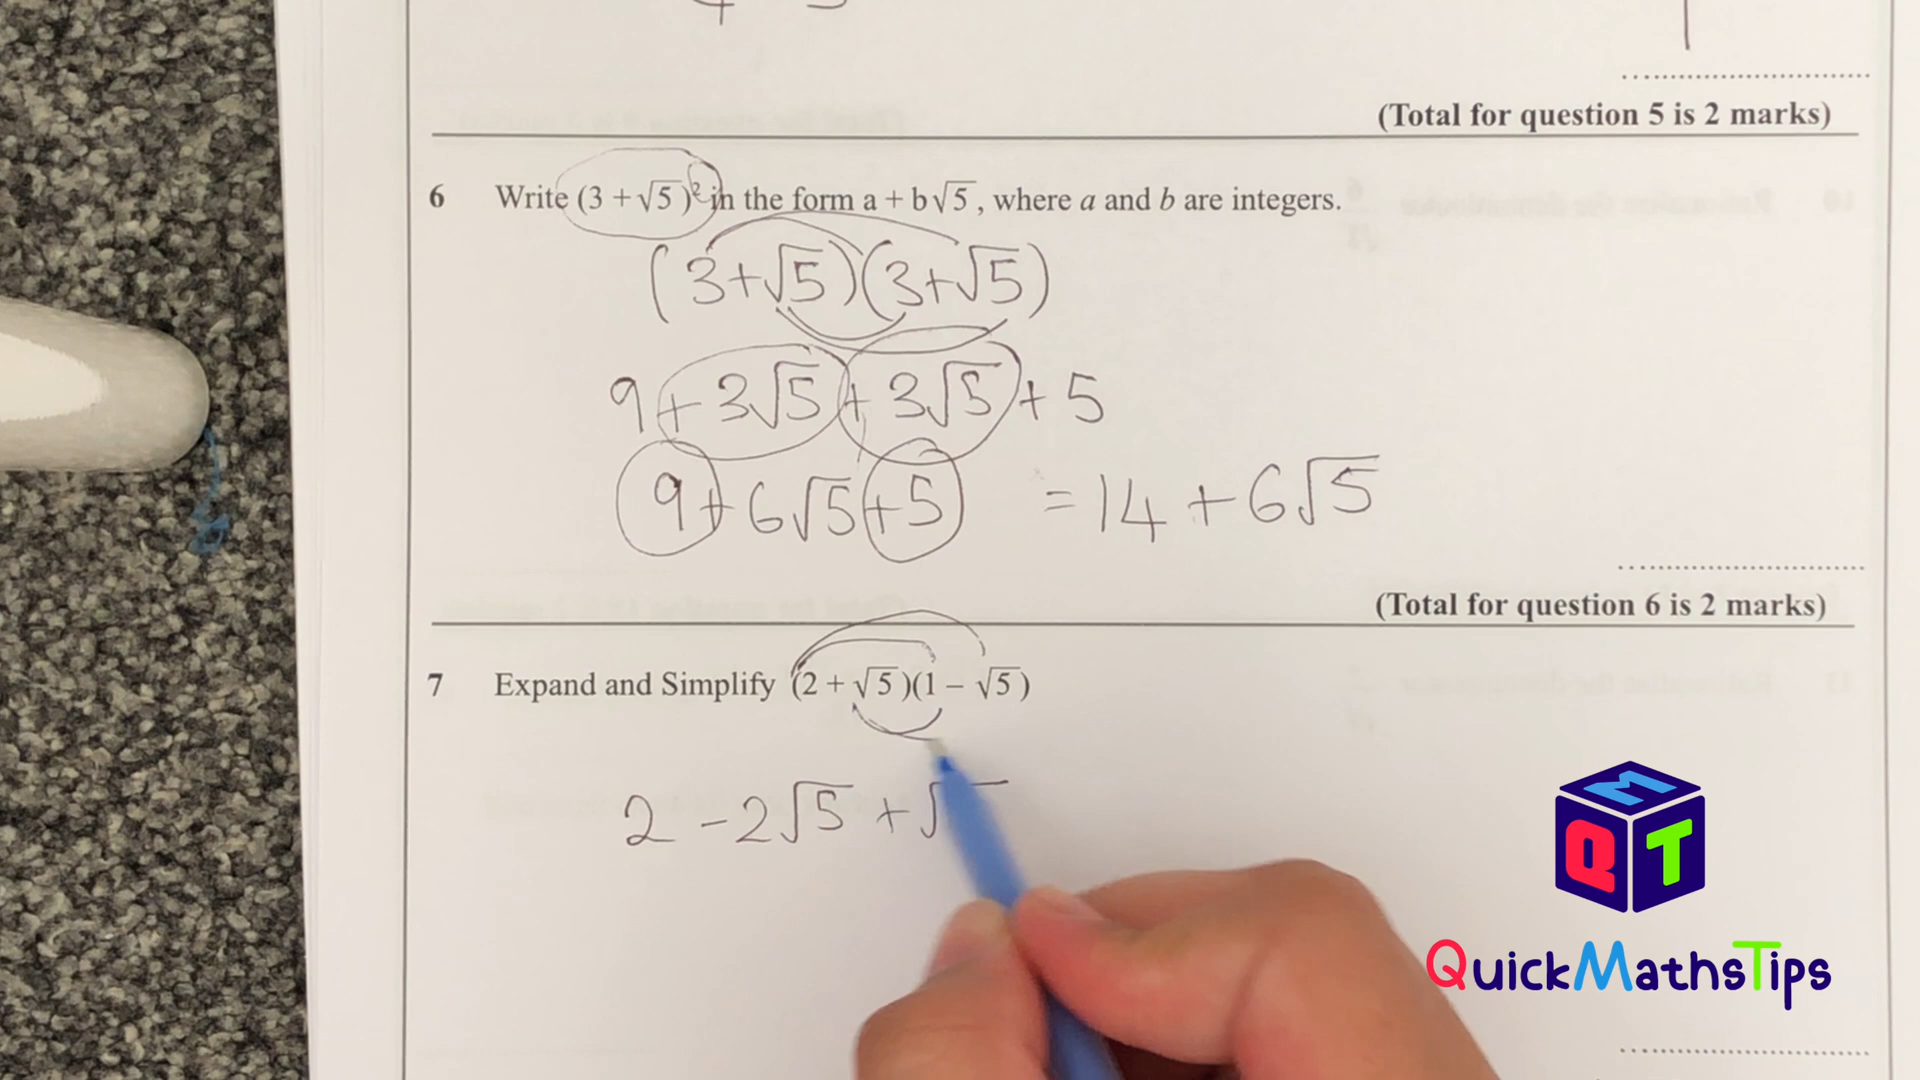 (Total for question 5 is 2 marks)
6 Write (3 + √5)² in the form a + b√5, where a and b are integers.
(3+√5)(3+√5)
9 + 3√5 + 3√5 + 5
9 + 6√5 + 5 = 14 + 6√5
(Total for question 6 is 2 marks)
7 Expand and Simplify (2 + √5)(1 − √5)
2 − 2√5 + √
M
Q T
QuickMathsTips